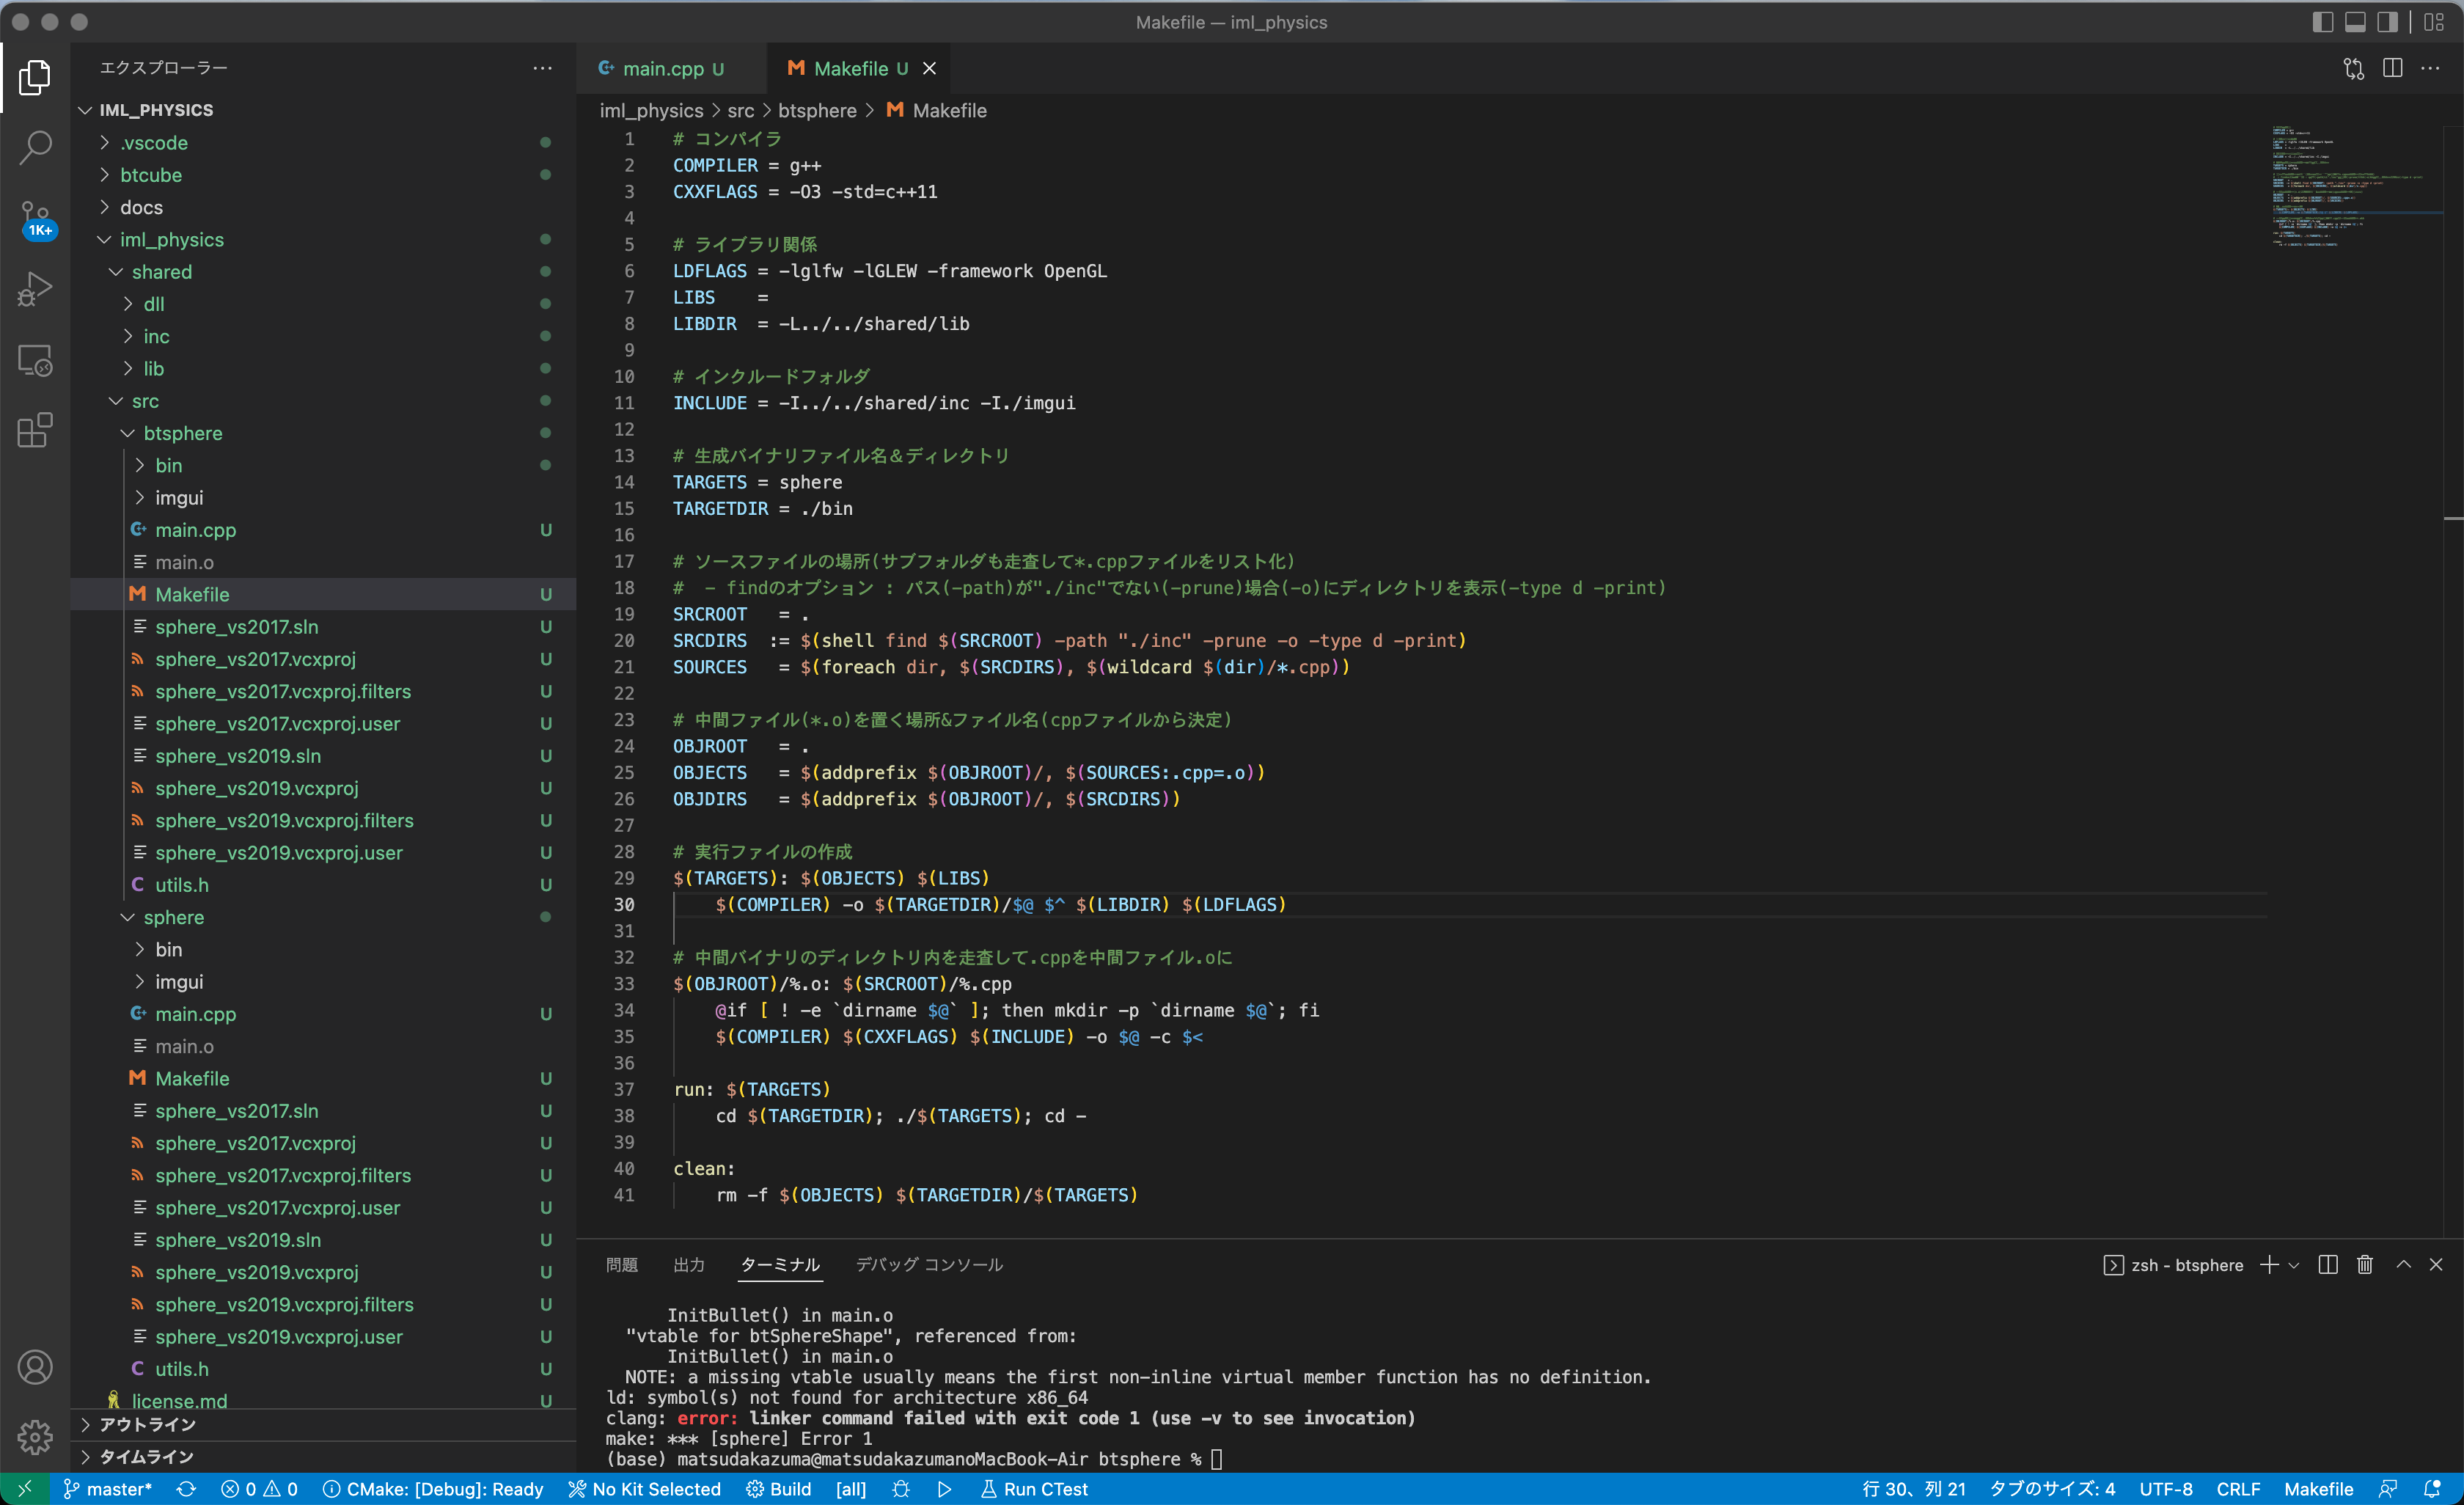 Makefile — iml_physics
エクスプローラー
IML_PHYSICS
.vscode
btcube
docs
iml_physics
shared
dll
inc
lib
src
btsphere
bin
imgui
main.cpp U
main.o
Makefile U
sphere_vs2017.sln U
sphere_vs2017.vcxproj U
sphere_vs2017.vcxproj.filters U
sphere_vs2017.vcxproj.user U
sphere_vs2019.sln U
sphere_vs2019.vcxproj U
sphere_vs2019.vcxproj.filters U
sphere_vs2019.vcxproj.user U
utils.h U
sphere
bin
imgui
main.cpp U
main.o
Makefile U
sphere_vs2017.sln U
sphere_vs2017.vcxproj U
sphere_vs2017.vcxproj.filters U
sphere_vs2017.vcxproj.user U
sphere_vs2019.sln U
sphere_vs2019.vcxproj U
sphere_vs2019.vcxproj.filters U
sphere_vs2019.vcxproj.user U
utils.h U
license.md U
アウトライン
タイムライン
1K+
main.cpp U Makefile U
iml_physics > src > btsphere > Makefile
1 # コンパイラ
2 COMPILER = g++
3 CXXFLAGS = -O3 -std=c++11
4
5 # ライブラリ関係
6 LDFLAGS = -lglfw -lGLEW -framework OpenGL
7 LIBS    =
8 LIBDIR  = -L../../shared/lib
9
10 # インクルードフォルダ
11 INCLUDE = -I../../shared/inc -I./imgui
12
13 # 生成バイナリファイル名＆ディレクトリ
14 TARGETS = sphere
15 TARGETDIR = ./bin
16
17 # ソースファイルの場所(サブフォルダも走査して*.cppファイルをリスト化)
18 #  - findのオプション : パス(-path)が"./inc"でない(-prune)場合(-o)にディレクトリを表示(-type d -print)
19 SRCROOT   = .
20 SRCDIRS  := $(shell find $(SRCROOT) -path "./inc" -prune -o -type d -print)
21 SOURCES   = $(foreach dir, $(SRCDIRS), $(wildcard $(dir)/*.cpp))
22
23 # 中間ファイル(*.o)を置く場所&ファイル名(cppファイルから決定)
24 OBJROOT   = .
25 OBJECTS   = $(addprefix $(OBJROOT)/, $(SOURCES:.cpp=.o))
26 OBJDIRS   = $(addprefix $(OBJROOT)/, $(SRCDIRS))
27
28 # 実行ファイルの作成
29 $(TARGETS): $(OBJECTS) $(LIBS)
30     $(COMPILER) -o $(TARGETDIR)/$@ $^ $(LIBDIR) $(LDFLAGS)
31
32 # 中間バイナリのディレクトリ内を走査して.cppを中間ファイル.oに
33 $(OBJROOT)/%.o: $(SRCROOT)/%.cpp
34     @if [ ! -e `dirname $@` ]; then mkdir -p `dirname $@`; fi
35     $(COMPILER) $(CXXFLAGS) $(INCLUDE) -o $@ -c $<
36
37 run: $(TARGETS)
38     cd $(TARGETDIR); ./$(TARGETS); cd -
39
40 clean:
41     rm -f $(OBJECTS) $(TARGETDIR)/$(TARGETS)
問題 出力 ターミナル デバッグ コンソール zsh - btsphere
InitBullet() in main.o
"vtable for btSphereShape", referenced from:
InitBullet() in main.o
NOTE: a missing vtable usually means the first non-inline virtual member function has no definition.
ld: symbol(s) not found for architecture x86_64
clang: error: linker command failed with exit code 1 (use -v to see invocation)
make: *** [sphere] Error 1
(base) matsudakazuma@matsudakazumanoMacBook-Air btsphere %
master* 0 0 CMake: [Debug]: Ready No Kit Selected Build [all] Run CTest 行 30、列 21 タブのサイズ: 4 UTF-8 CRLF Makefile